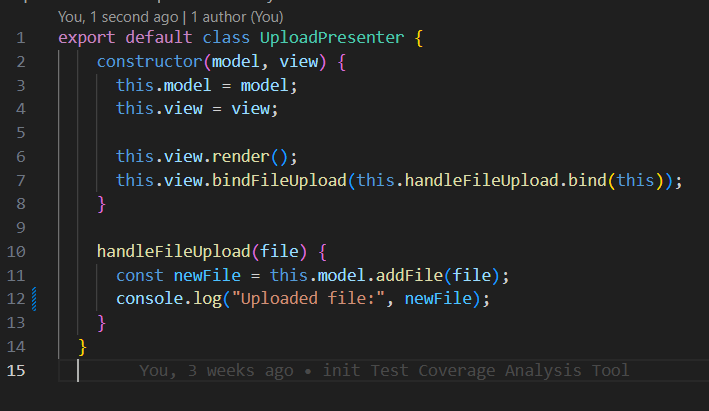 You, 1 second ago | 1 author (You)
1 export default class UploadPresenter {
2 constructor(model, view) {
3 this.model = model;
4 this.view = view;
5
6 this.view.render();
7 this.view.bindFileUpload(this.handleFileUpload.bind(this));
8 }
9
10 handleFileUpload(file) {
11 const newFile = this.model.addFile(file);
12 console.log("Uploaded file:", newFile);
13 }
14 }
15 You, 3 weeks ago • init Test Coverage Analysis Tool